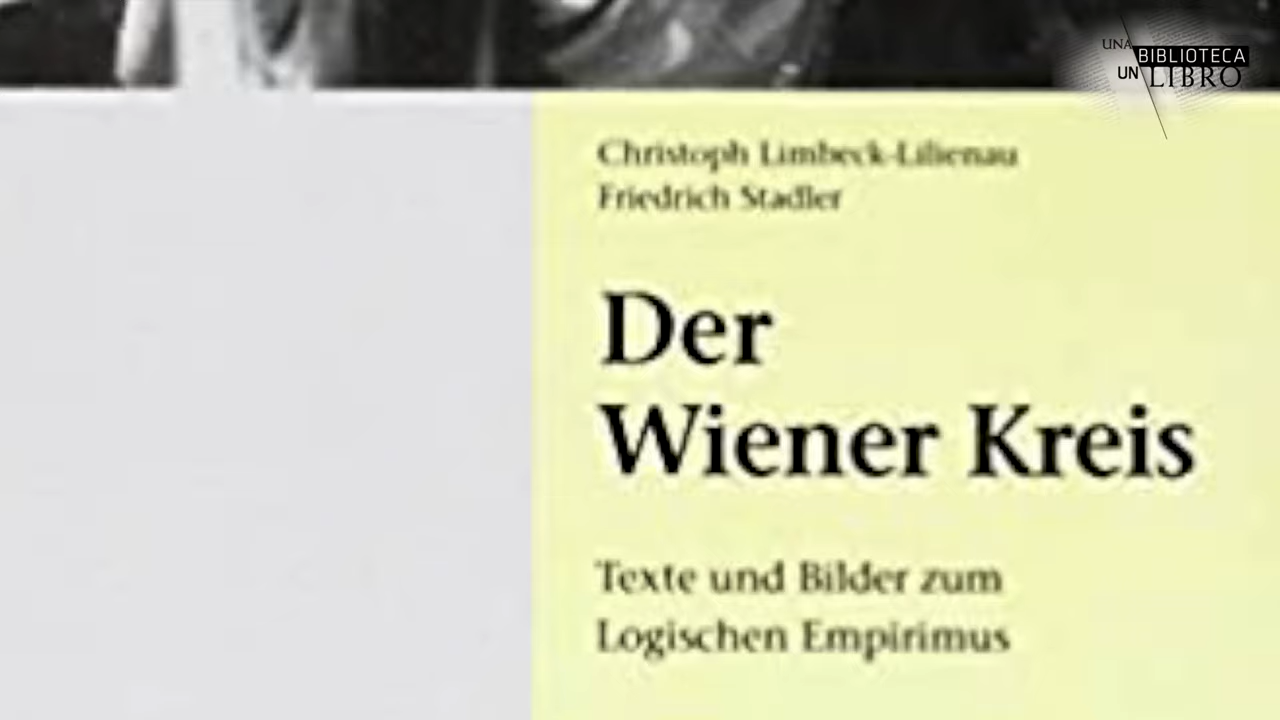 UNA
BIBLIOTECA
UN LIBRO
Christoph Limbeck-Lilienau
Friedrich Stadler
Der
Wiener Kreis
Texte und Bilder zum
Logischen Empirimus